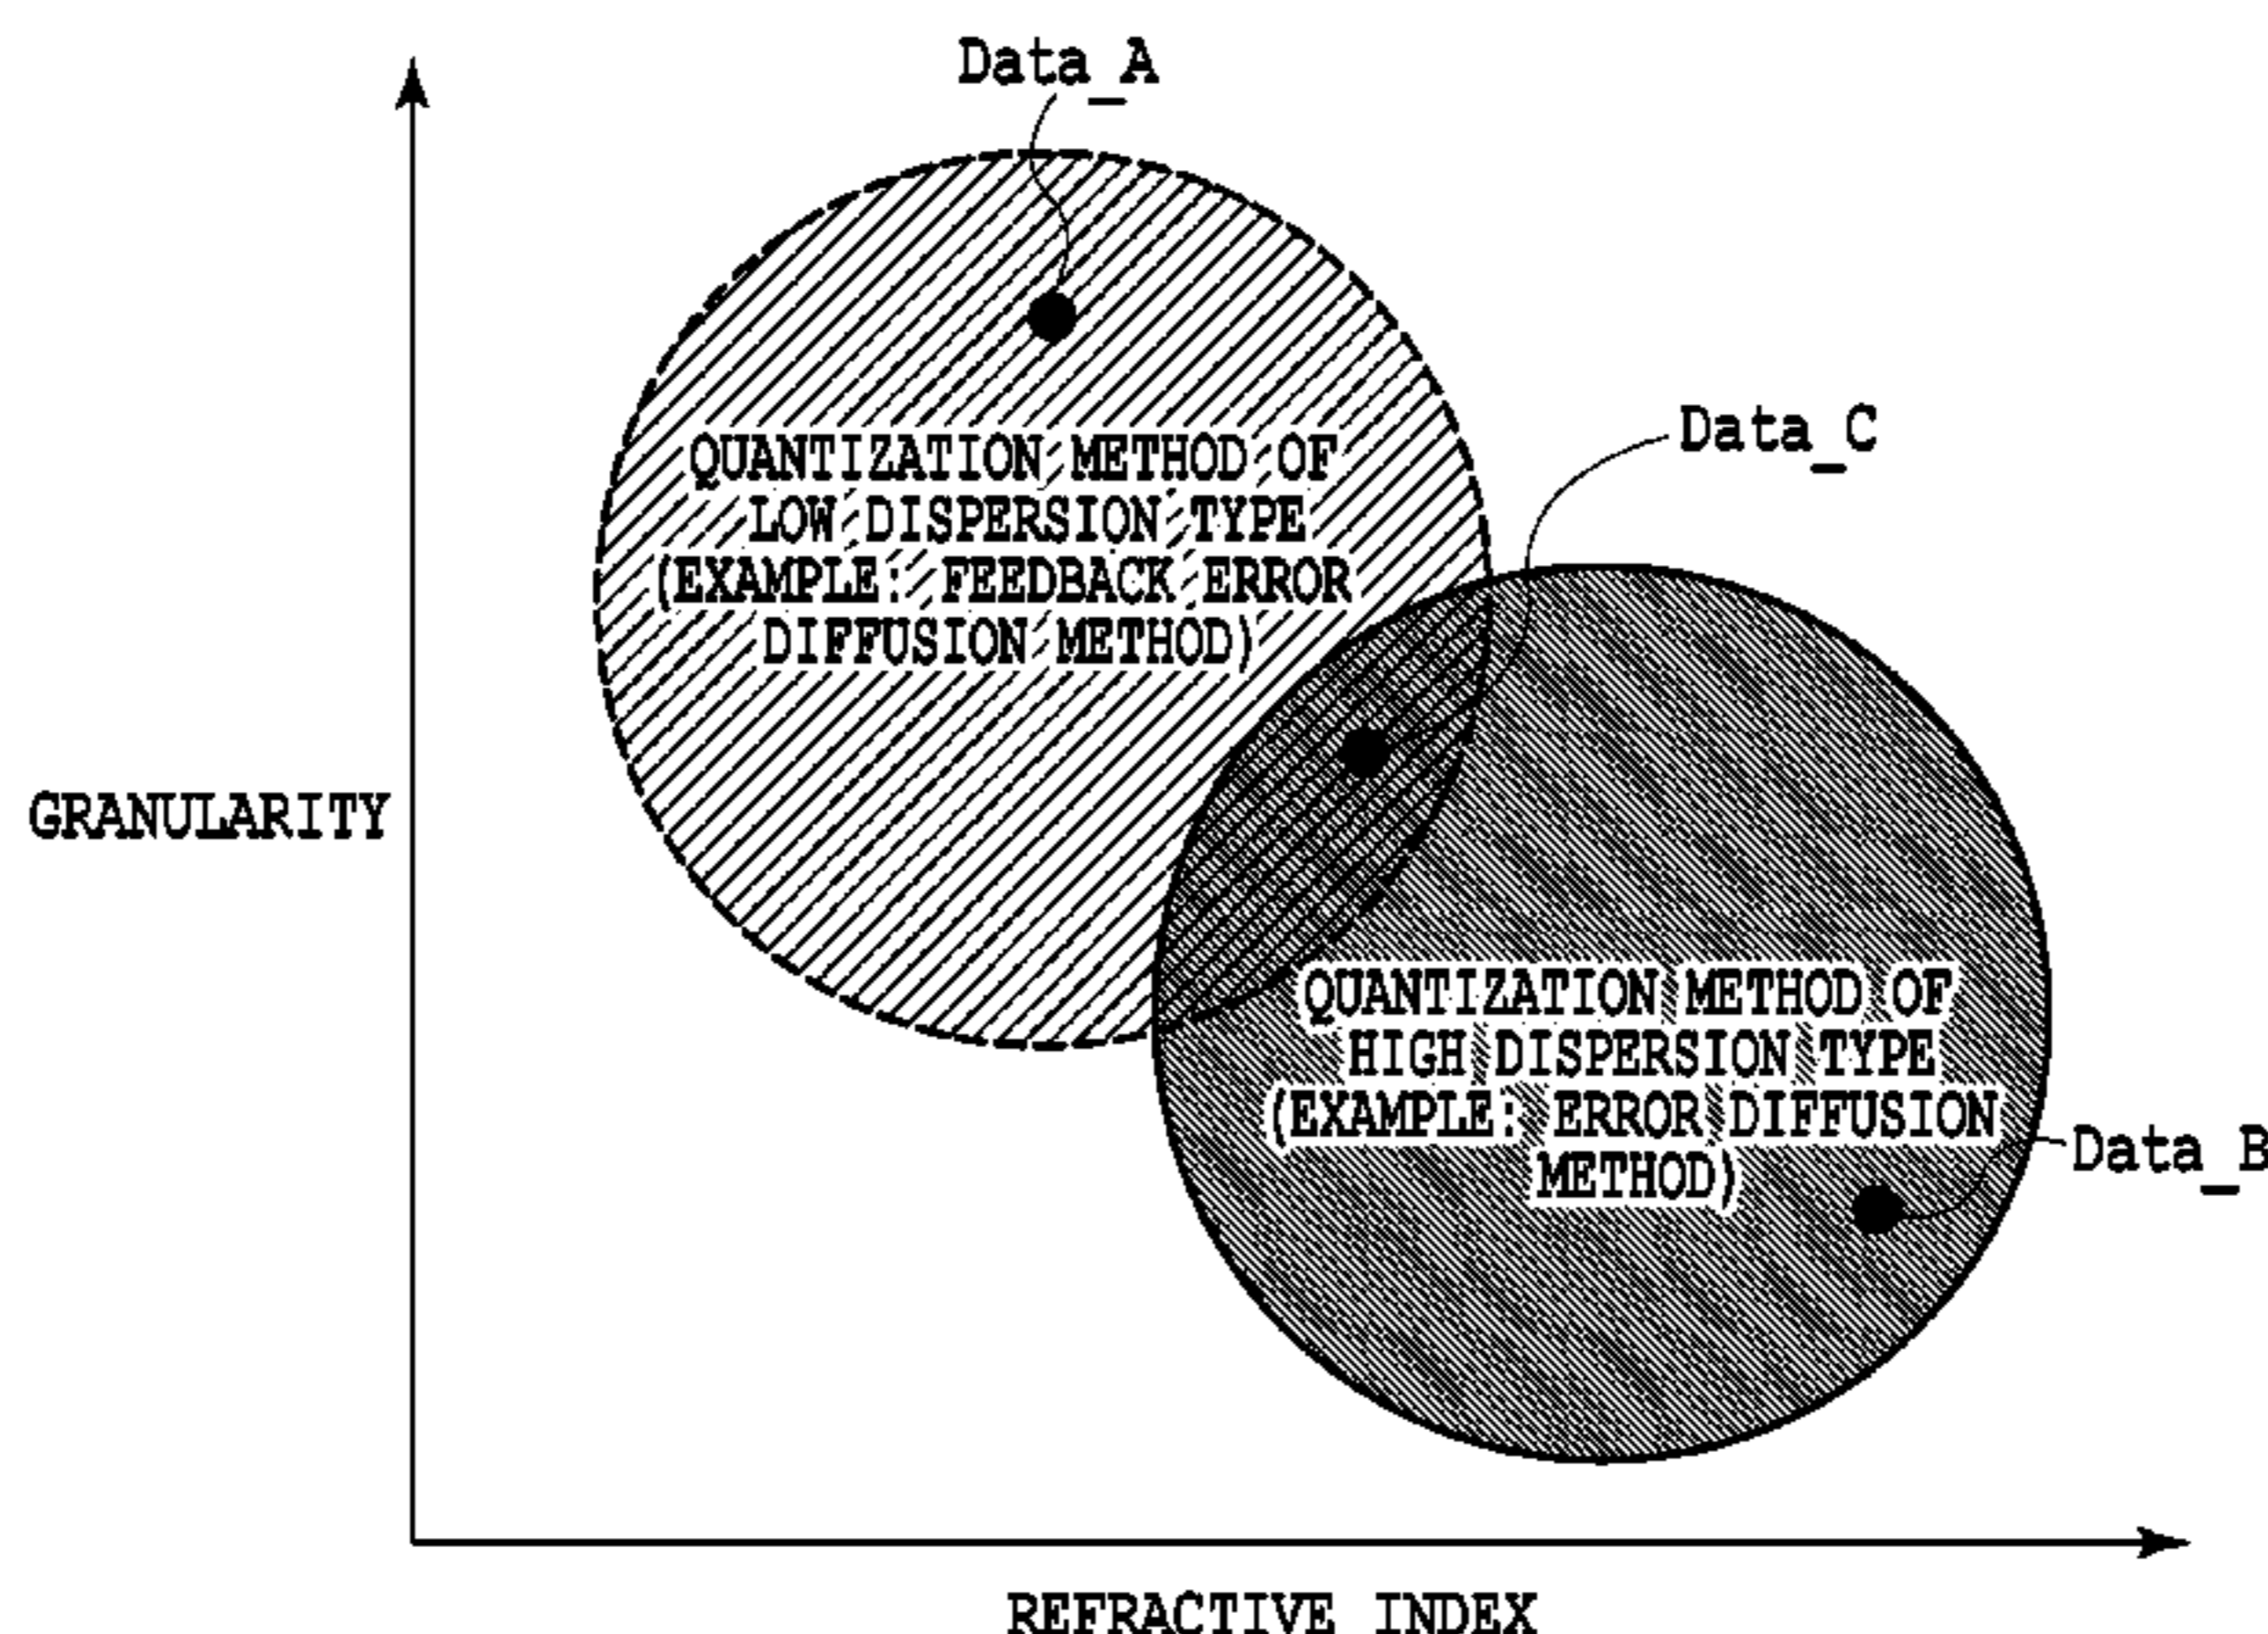 Data_A
Data_C
QUANTIZATION METHOD OF
LOW DISPERSION TYPE
(EXAMPLE: FEEDBACK ERROR
DIFFUSION METHOD)
GRANULARITY
QUANTIZATION METHOD OF
HIGH DISPERSION TYPE
(EXAMPLE: ERROR DIFFUSION
METHOD)
Data_B
REFRACTIVE INDEX